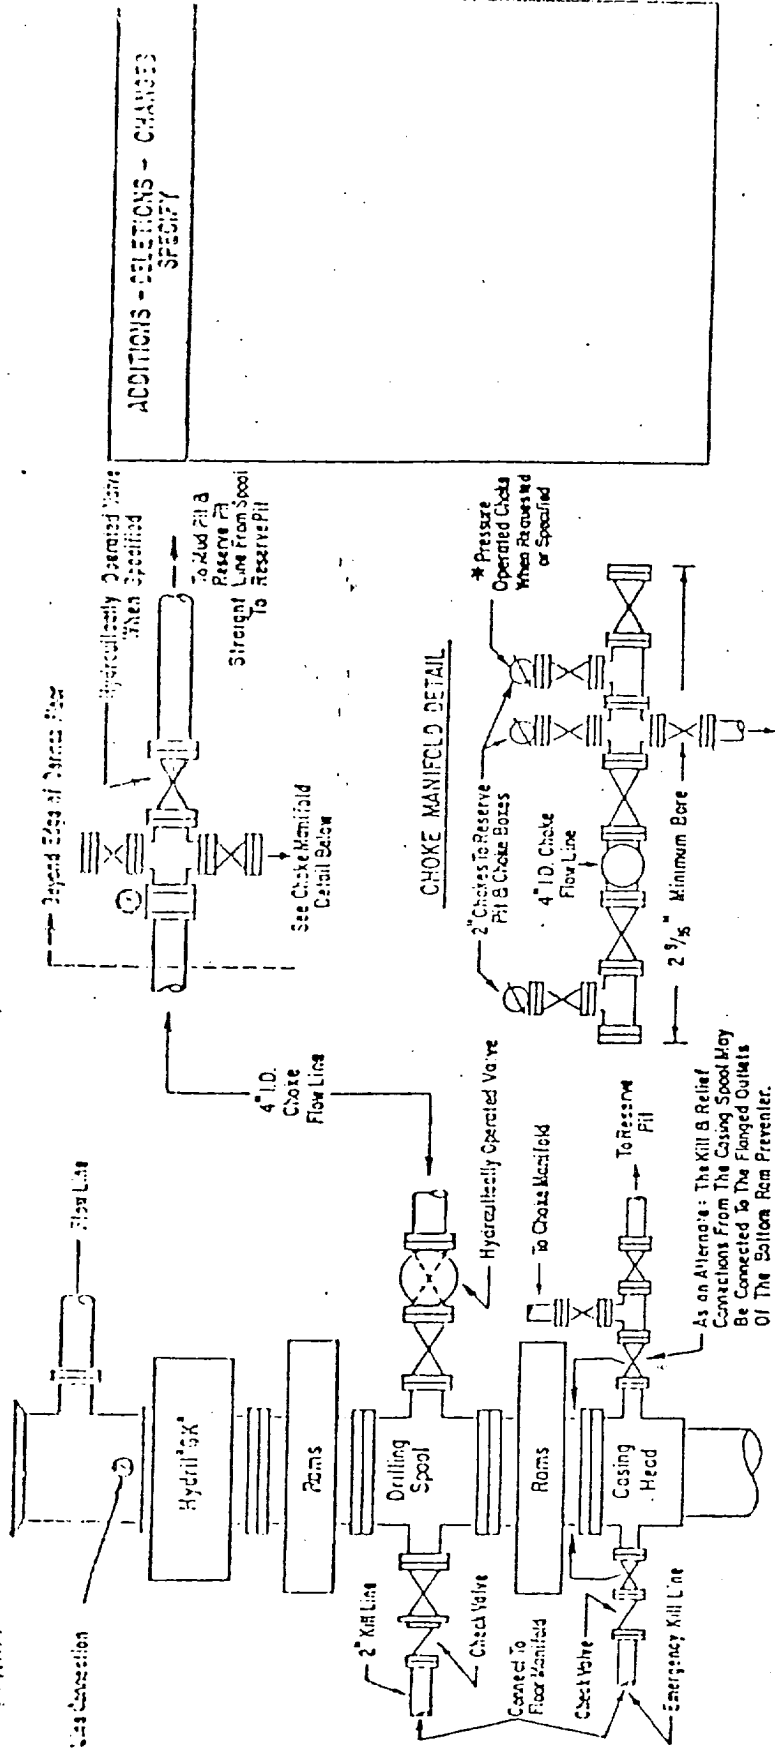 ADDITIONS - DELETIONS - CHANGES
SPECIFY
Beyond Edge of Derrick Floor
Hydraulically Operated Valve
When Specified
To Mud Pit &
Reserve Pit
Straight Line From Spool
To Reserve Pit
See Choke Manifold
Detail Below
4" I.D.
Choke
Flow Line
CHOKE MANIFOLD DETAIL
* Pressure
Operated Choke
When Requested
or Specified
2" Chokes To Reserve
Pit & Choke Boxes
4" I.D. Choke
Flow Line
2 9/16" Minimum Bore
Connection
Flow Line
Hydril "GK"
Rams
Drilling
Spool
Hydraulically Operated Valve
2" Kill Line
Check Valve
Connect To
Floor Manifold
Rams
To Choke Manifold
To Reserve
Pit
Casing
Head
Check Valve
Emergency Kill Line
As an Alternate: The Kill & Relief
Connections From The Casing Spool May
Be Connected To The Flanged Outlets
Of The Bottom Ram Preventer.